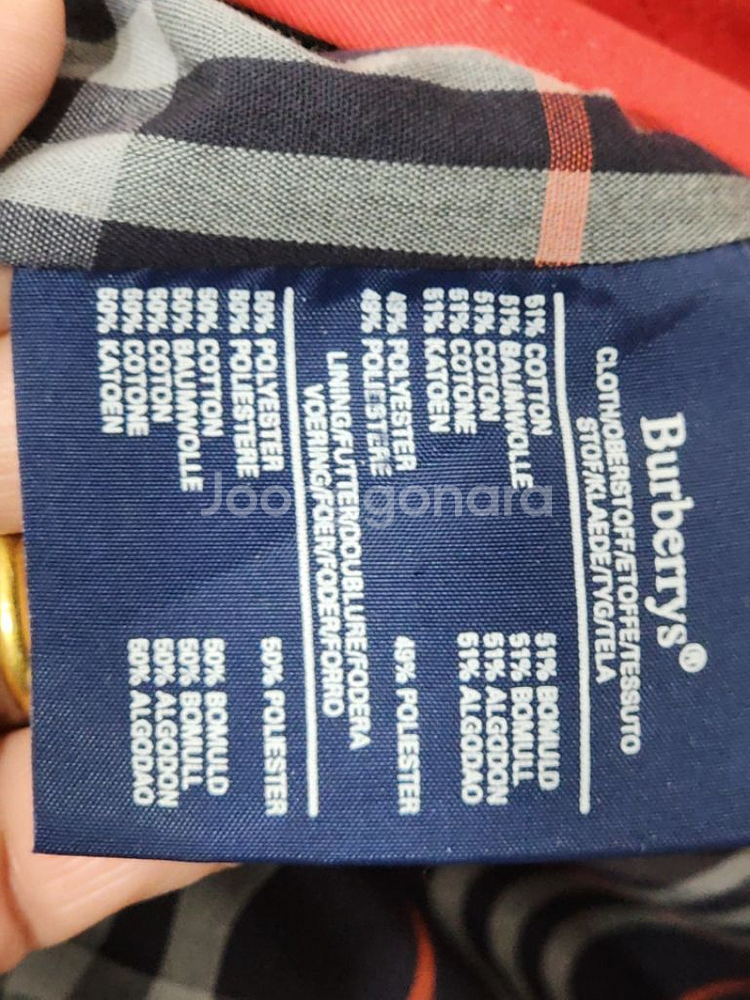 Burberrys®
CLOTH/OBERSTOFF/ETOFFE/TESSUTO
STOF/KLAEDE/TYG/TELA
51% COTTON 51% BOMULD
51% BAUMWOLLE 51% BOMULL
51% COTON 51% ALGODON
51% COTONE 51% ALGODAO
51% KATOEN
49% POLYESTER 49% POLIESTER
49% POLIESTERE
LINING/FUTTER/DOUBLURE/FODERA
VOERING/FOER/FODER/FORRO
50% POLYESTER 50% POLIESTER
50% POLIESTERE
50% COTTON 50% BOMULD
50% BAUMWOLLE 50% BOMULL
50% COTON 50% ALGODON
50% COTONE 50% ALGODAO
50% KATOEN
Joonggonara